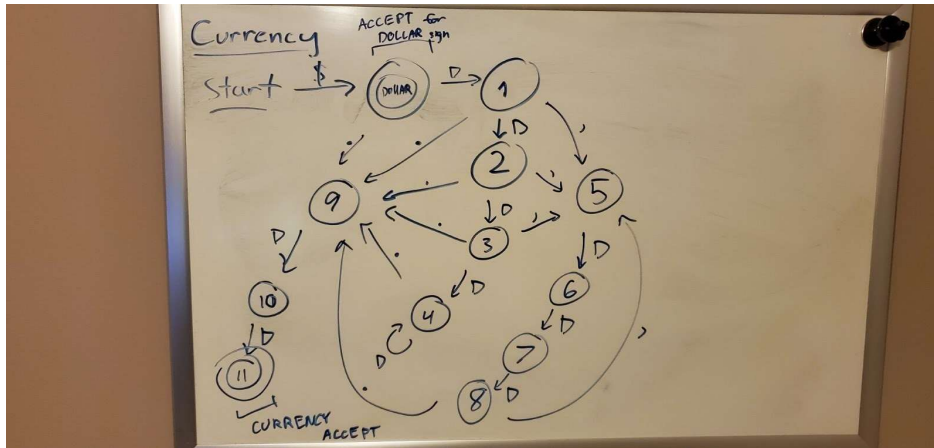 Currency
ACCEPT for
DOLLAR sign
Start
$
DOLLAR
D
1
.
.
D
,
2
.
,
5
9
D
.
,
3
D
D
.
D
10
4
6
D
D
D
,
11
7
.
8
D
CURRENCY
ACCEPT